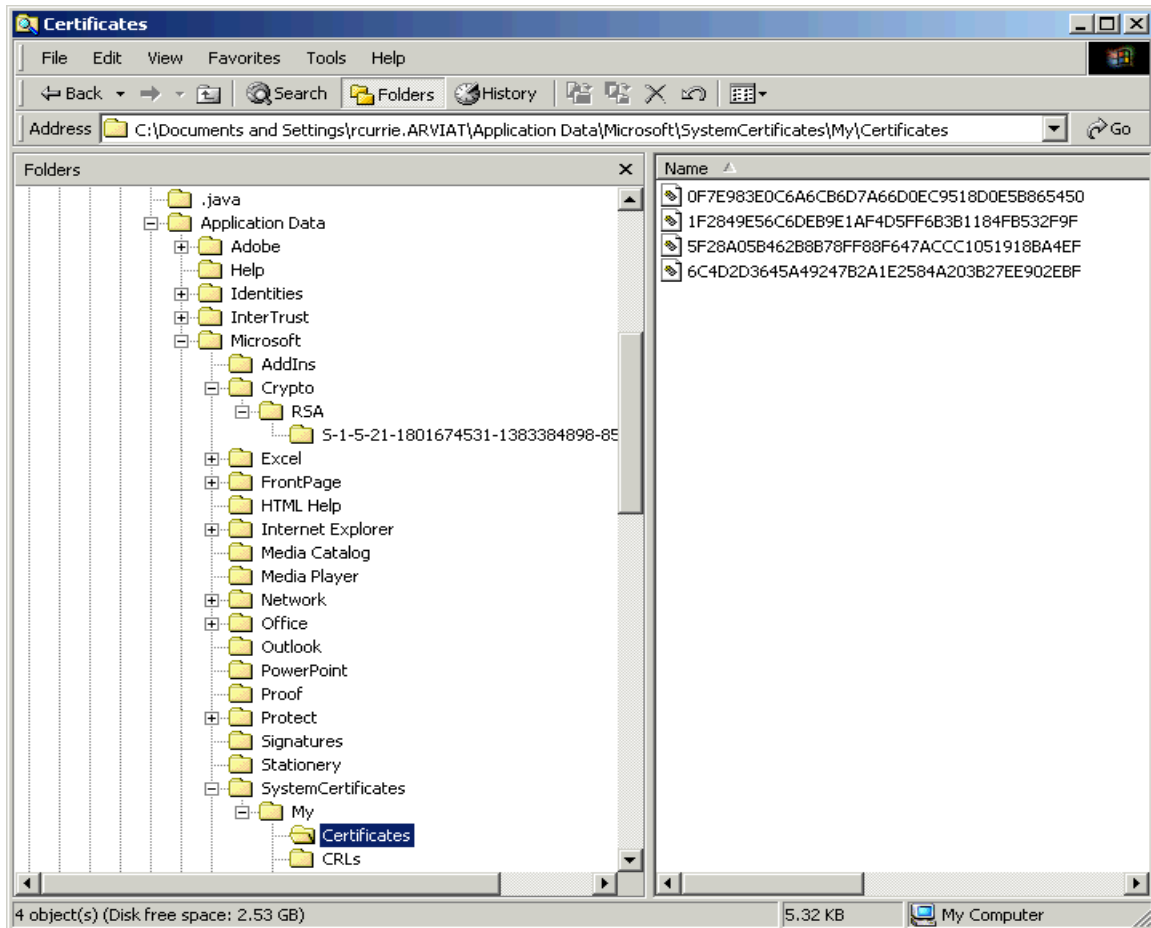 Certificates
File Edit View Favorites Tools Help
Back Search Folders History
Address C:\Documents and Settings\rcurrie.ARVIAT\Application Data\Microsoft\SystemCertificates\My\Certificates Go
Folders
.java
Application Data
Adobe
Help
Identities
InterTrust
Microsoft
AddIns
Crypto
RSA
S-1-5-21-1801674531-1383384898-85
Excel
FrontPage
HTML Help
Internet Explorer
Media Catalog
Media Player
Network
Office
Outlook
PowerPoint
Proof
Protect
Signatures
Stationery
SystemCertificates
My
Certificates
CRLs
Name
0F7E983E0C6A6CB6D7A66D0EC9518D0E5B865450
1F2849E56C6DEB9E1AF4D5FF6B3B1184FB532F9F
5F28A05B462B8B78FF88F647ACCC1051918BA4EF
6C4D2D3645A49247B2A1E2584A203B27EE902EBF
4 object(s) (Disk free space: 2.53 GB) 5.32 KB My Computer